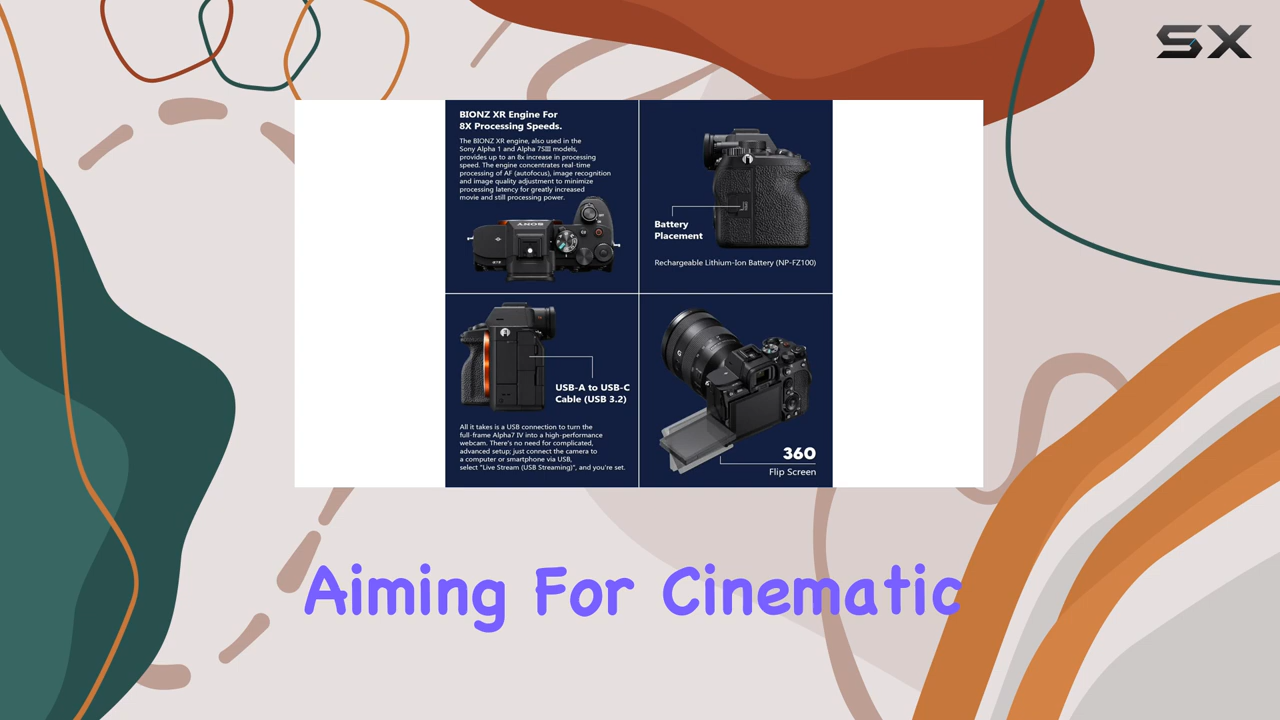 SX
BIONZ XR Engine For
8X Processing Speeds.
The BIONZ XR engine, also used in the
Sony Alpha 1 and Alpha 7SIII models,
provides up to an 8x increase in processing
speed. The engine concentrates real-time
processing of AF (autofocus), image recognition
and image quality adjustment to minimize
processing latency for greatly increased
movie and still processing power.
SONY
Battery
Placement
Rechargeable Lithium-Ion Battery (NP-FZ100)
USB-A to USB-C
Cable (USB 3.2)
All it takes is a USB connection to turn the
full-frame Alpha7 IV into a high-performance
webcam. There's no need for complicated,
advanced setup; just connect the camera to
a computer or smartphone via USB,
select "Live Stream (USB Streaming)", and you're set.
360
Flip Screen
Aiming For Cinematic